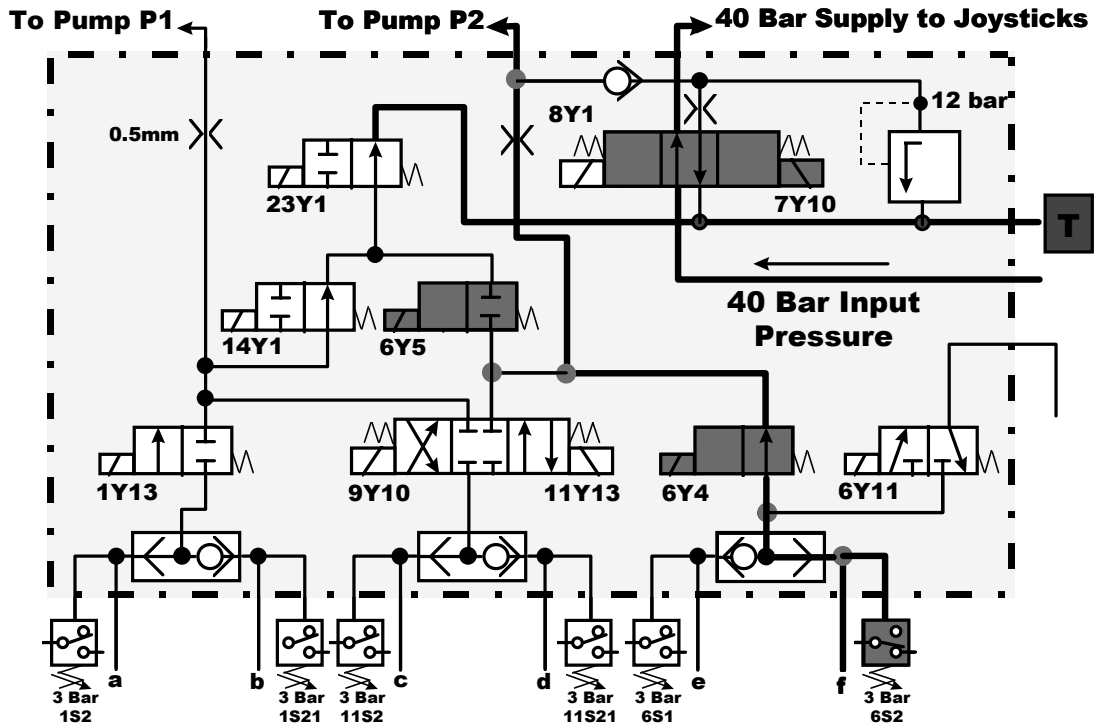 To Pump P1
To Pump P2
40 Bar Supply to Joysticks
0.5mm
8Y1
12 bar
23Y1
7Y10
T
14Y1
6Y5
40 Bar Input
Pressure
1Y13
9Y10
11Y13
6Y4
6Y11
a
b
c
d
e
f
3 Bar
1S2
3 Bar
1S21
3 Bar
11S2
3 Bar
11S21
3 Bar
6S1
3 Bar
6S2